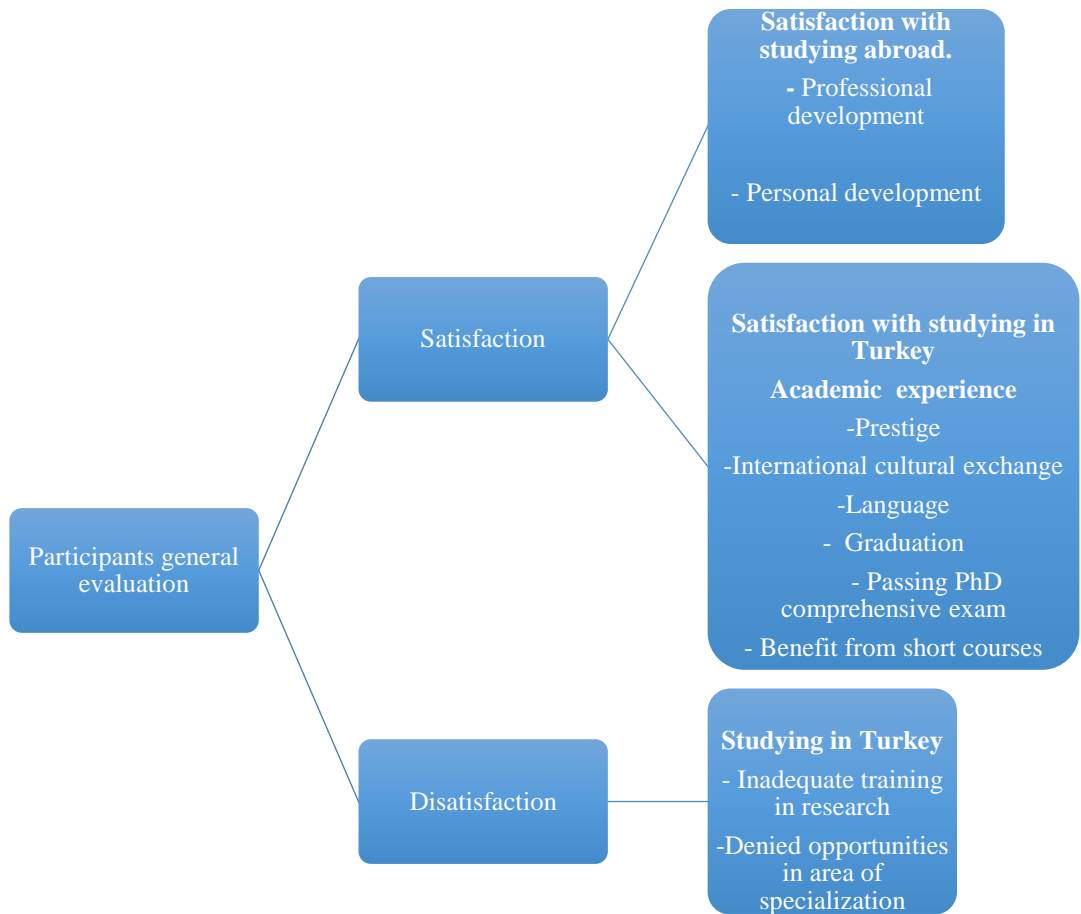 Satisfaction with
studying abroad.
- Professional
development
- Personal development
Satisfaction
Satisfaction with studying in
Turkey
Academic experience
-Prestige
-International cultural exchange
-Language
- Graduation
- Passing PhD
comprehensive exam
- Benefit from short courses
Participants general
evaluation
Disatisfaction
Studying in Turkey
- Inadequate training
in research
-Denied opportunities
in area of
specialization